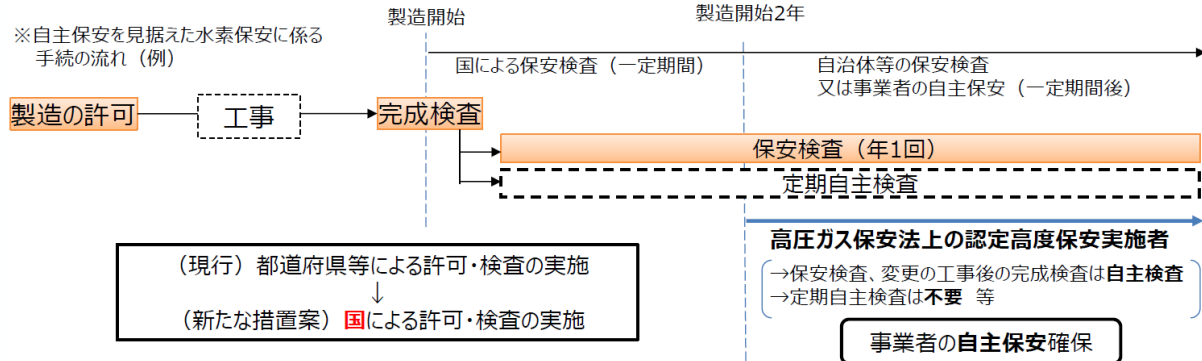 製造開始
製造開始2年
※自主保安を見据えた水素保安に係る
手続の流れ（例）
国による保安検査（一定期間）
自治体等の保安検査
又は事業者の自主保安（一定期間後）
製造の許可
工事
完成検査
保安検査（年1回）
定期自主検査
高圧ガス保安法上の認定高度保安実施者
→保安検査、変更の工事後の完成検査は自主検査
→定期自主検査は不要 等
事業者の自主保安確保
（現行）都道府県等による許可・検査の実施
↓
（新たな措置案）国による許可・検査の実施